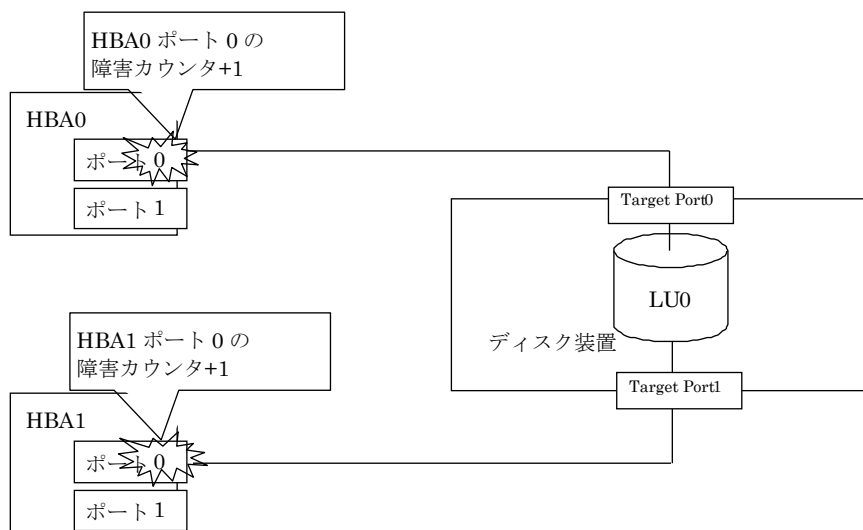 HBA0 ポート 0 の
障害カウンタ+1
HBA0
ポート 0
ポート 1
Target Port0
LU0
ディスク装置
Target Port1
HBA1 ポート 0 の
障害カウンタ+1
HBA1
ポート 0
ポート 1